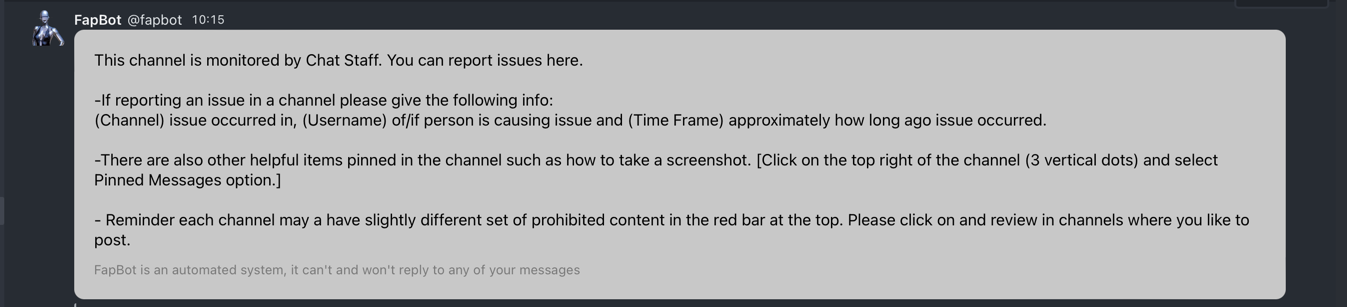 FapBot @fapbot 10:15
This channel is monitored by Chat Staff. You can report issues here.
-If reporting an issue in a channel please give the following info:
(Channel) issue occurred in, (Username) of/if person is causing issue and (Time Frame) approximately how long ago issue occurred.
-There are also other helpful items pinned in the channel such as how to take a screenshot. [Click on the top right of the channel (3 vertical dots) and select
Pinned Messages option.]
- Reminder each channel may a have slightly different set of prohibited content in the red bar at the top. Please click on and review in channels where you like to
post.
FapBot is an automated system, it can't and won't reply to any of your messages